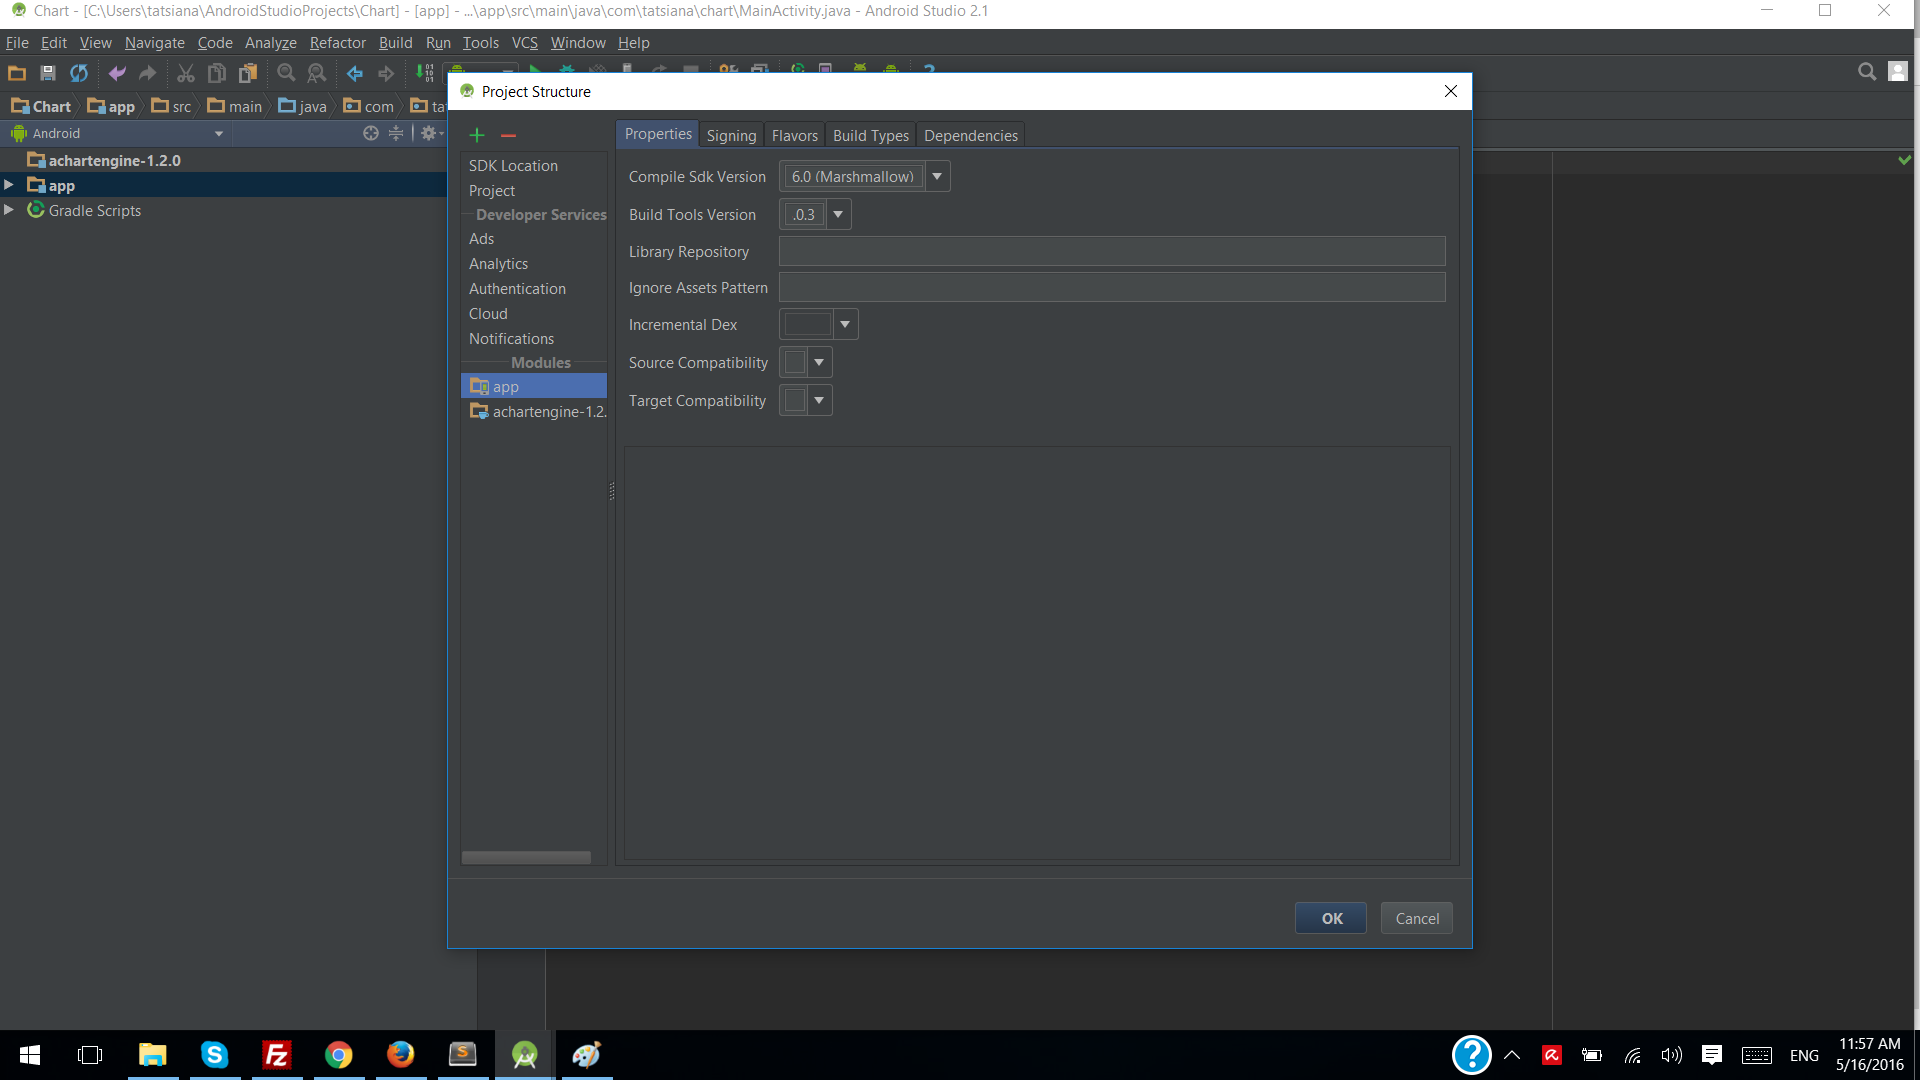 Chart - [C:\Users\tatsiana\AndroidStudioProjects\Chart] - [app] - ...\app\src\main\java\com\tatsiana\chart\MainActivity.java - Android Studio 2.1
File Edit View Navigate Code Analyze Refactor Build Run Tools VCS Window Help
Chart app src main java com
Android
achartengine-1.2.0
app
Gradle Scripts
Project Structure
SDK Location
Project
Developer Services
Ads
Analytics
Authentication
Cloud
Notifications
Modules
app
achartengine-1.2.
Properties Signing Flavors Build Types Dependencies
Compile Sdk Version 6.0 (Marshmallow)
Build Tools Version .0.3
Library Repository
Ignore Assets Pattern
Incremental Dex
Source Compatibility
Target Compatibility
OK Cancel
ENG
11:57 AM
5/16/2016